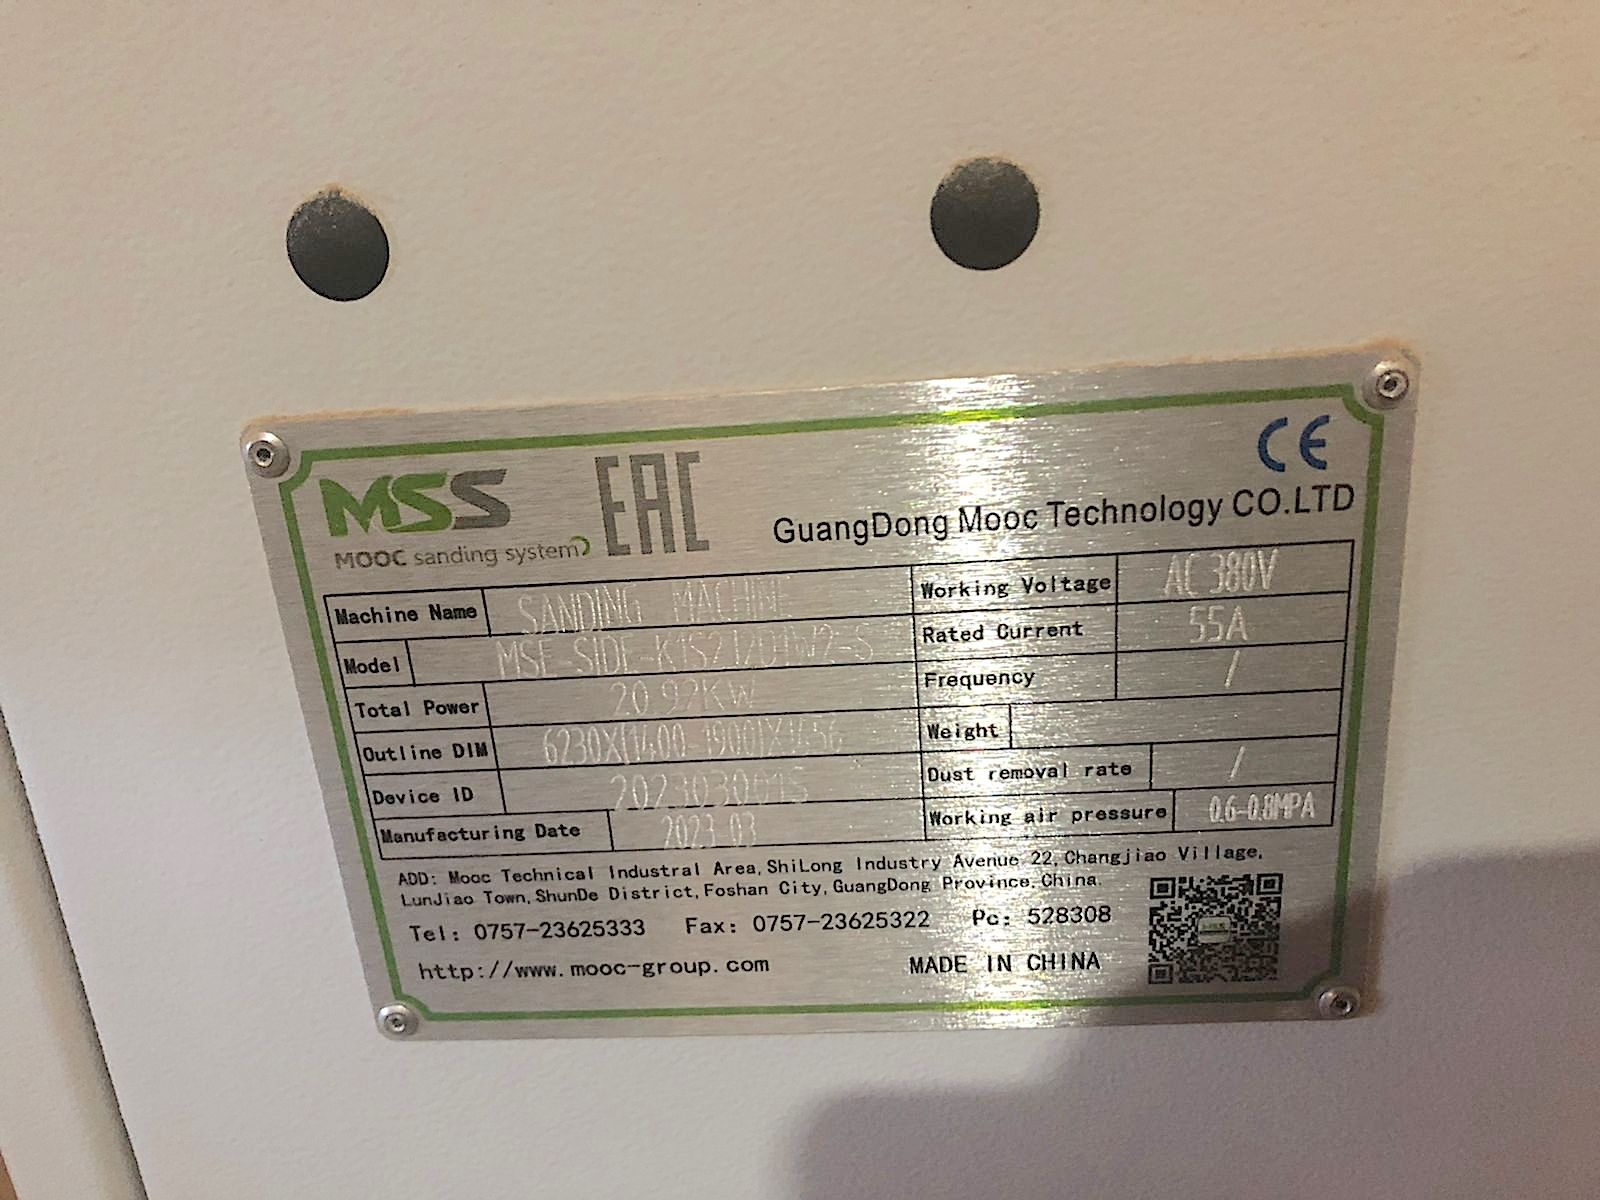 MSS EAC CE
MOOC sanding system
GuangDong Mooc Technology CO.LTD
Machine Name SANDING MACHINE
Working Voltage AC 380V
Model
Rated Current 55A
Total Power 20.92KW
Frequency /
Outline DIM 6230X(1400-1900)X1456
Weight
Device ID
Dust removal rate /
Manufacturing Date 2023-03
Working air pressure 0.6-0.8MPA
ADD: Mooc Technical Industral Area, ShiLong Industry Avenue 22, Changjiao Village,
LunJiao Town, ShunDe District, Foshan City, GuangDong Province, China.
Tel: 0757-23625333 Fax: 0757-23625322 Pc: 528308
http://www.mooc-group.com MADE IN CHINA